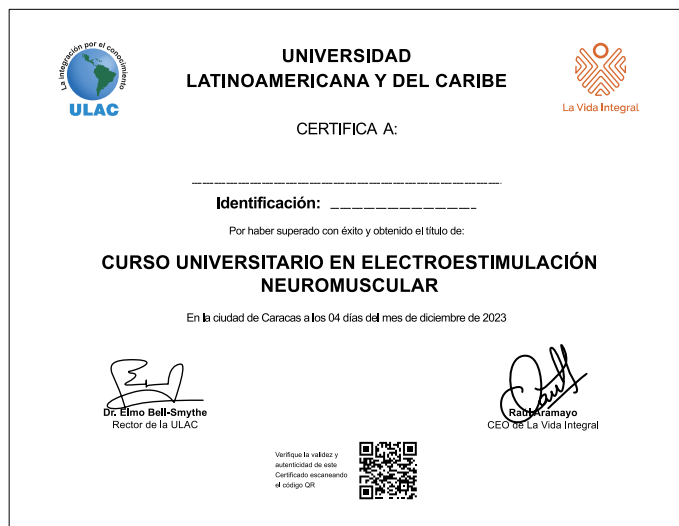 La integración por el conocimiento
ULAC
UNIVERSIDAD
LATINOAMERICANA Y DEL CARIBE
La Vida Integral
CERTIFICA A:
Identificación:
Por haber superado con éxito y obtenido el título de:
CURSO UNIVERSITARIO EN ELECTROESTIMULACIÓN
NEUROMUSCULAR
En la ciudad de Caracas a los 04 días del mes de diciembre de 2023
Dr. Elmo Bell-Smythe
Rector de la ULAC
Raúl Aramayo
CEO de La Vida Integral
Verifique la validez y
autenticidad de este
Certificado escaneando
el código QR